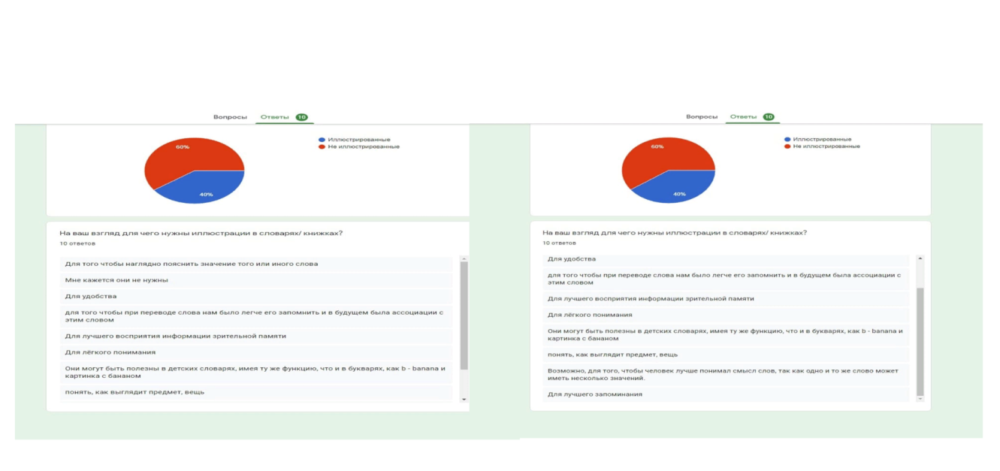 Вопросы Ответы 10
60%
40%
Иллюстрированные
Не иллюстрированные
На ваш взгляд для чего нужны иллюстрации в словарях/ книжках?
10 ответов
Для того чтобы наглядно пояснить значение того или иного слова
Мне кажется они не нужны
Для удобства
для того чтобы при переводе слова нам было легче его запомнить и в будущем была ассоциации с
этим словом
Для лучшего восприятия информации зрительной памяти
Для лёгкого понимания
Они могут быть полезны в детских словарях, имея ту же функцию, что и в букварях, как b - banana и
картинка с бананом
понять, как выглядит предмет, вещь
Вопросы Ответы 10
60%
40%
Иллюстрированные
Не иллюстрированные
На ваш взгляд для чего нужны иллюстрации в словарях/ книжках?
10 ответов
Для удобства
для того чтобы при переводе слова нам было легче его запомнить и в будущем была ассоциации с
этим словом
Для лучшего восприятия информации зрительной памяти
Для лёгкого понимания
Они могут быть полезны в детских словарях, имея ту же функцию, что и в букварях, как b - banana и
картинка с бананом
понять, как выглядит предмет, вещь
Возможно, для того, чтобы человек лучше понимал смысл слов, так как одно и то же слово может
иметь несколько значений.
Для лучшего запоминания